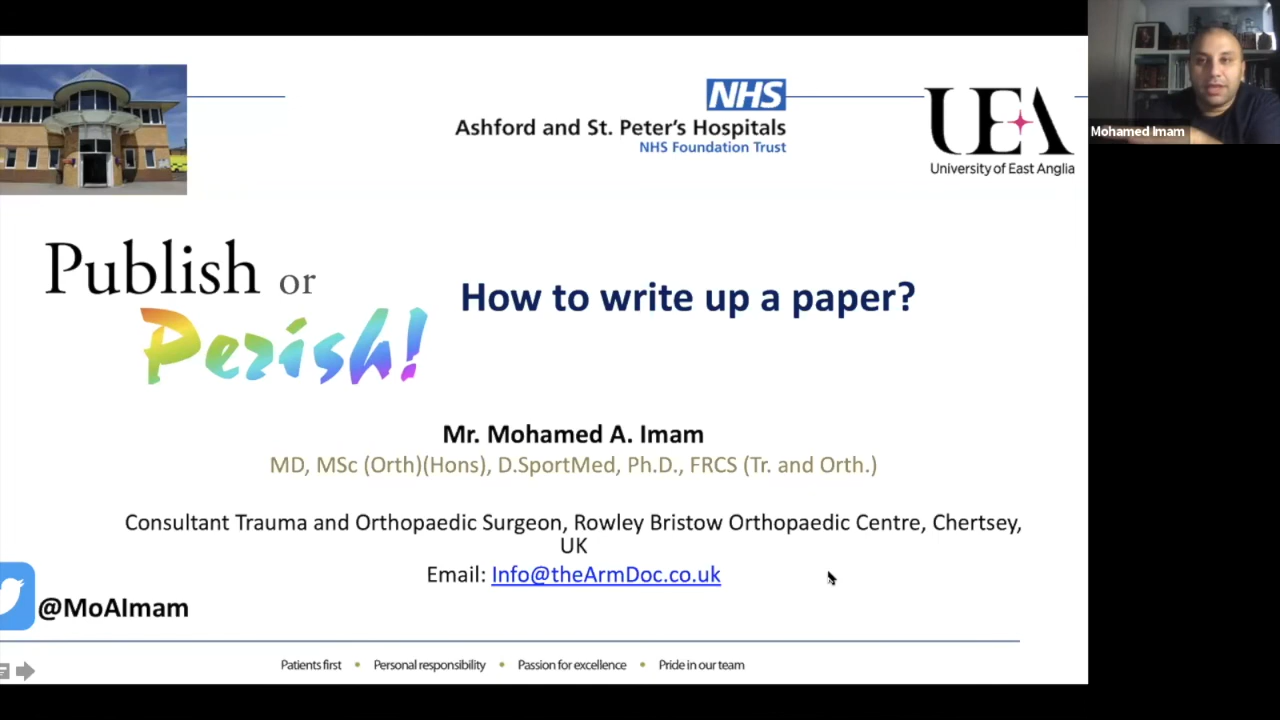 NHS
Ashford and St. Peter's Hospitals
NHS Foundation Trust
UEA
University of East Anglia
Mohamed Imam
Publish or
Perish!
How to write up a paper?
Mr. Mohamed A. Imam
MD, MSc (Orth)(Hons), D.SportMed, Ph.D., FRCS (Tr. and Orth.)
Consultant Trauma and Orthopaedic Surgeon, Rowley Bristow Orthopaedic Centre, Chertsey,
UK
Email: Info@theArmDoc.co.uk
@MoAImam
Patients first • Personal responsibility • Passion for excellence • Pride in our team